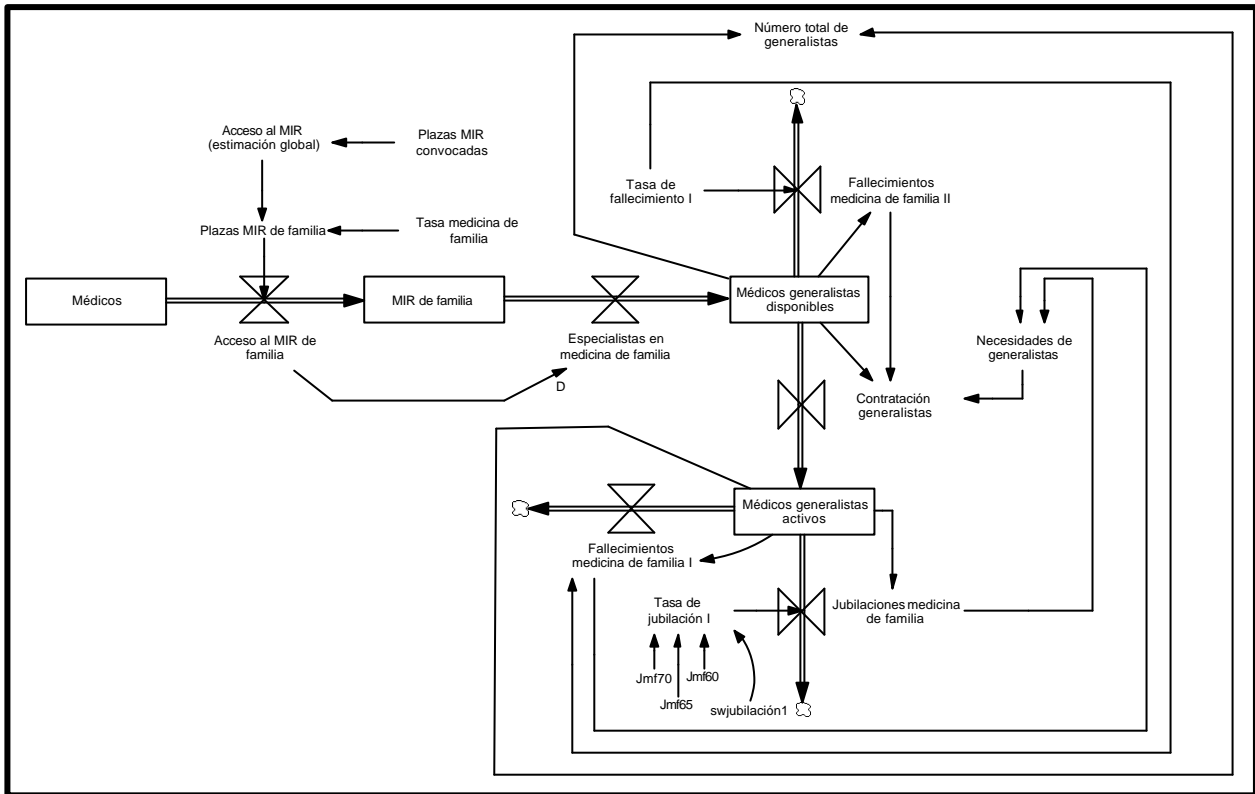 Número total de
generalistas
Acceso al MIR
(estimación global)
Plazas MIR
convocadas
Tasa de
fallecimiento I
Fallecimientos
medicina de familia II
Plazas MIR de familia
Tasa medicina de
familia
Médicos
MIR de familia
Médicos generalistas
disponibles
Acceso al MIR de
familia
Especialistas en
medicina de familia
Necesidades de
generalistas
D
Contratación
generalistas
Médicos generalistas
activos
Fallecimientos
medicina de familia I
Tasa de
jubilación I
Jubilaciones medicina
de familia
Jmf70
Jmf60
Jmf65
swjubilación1